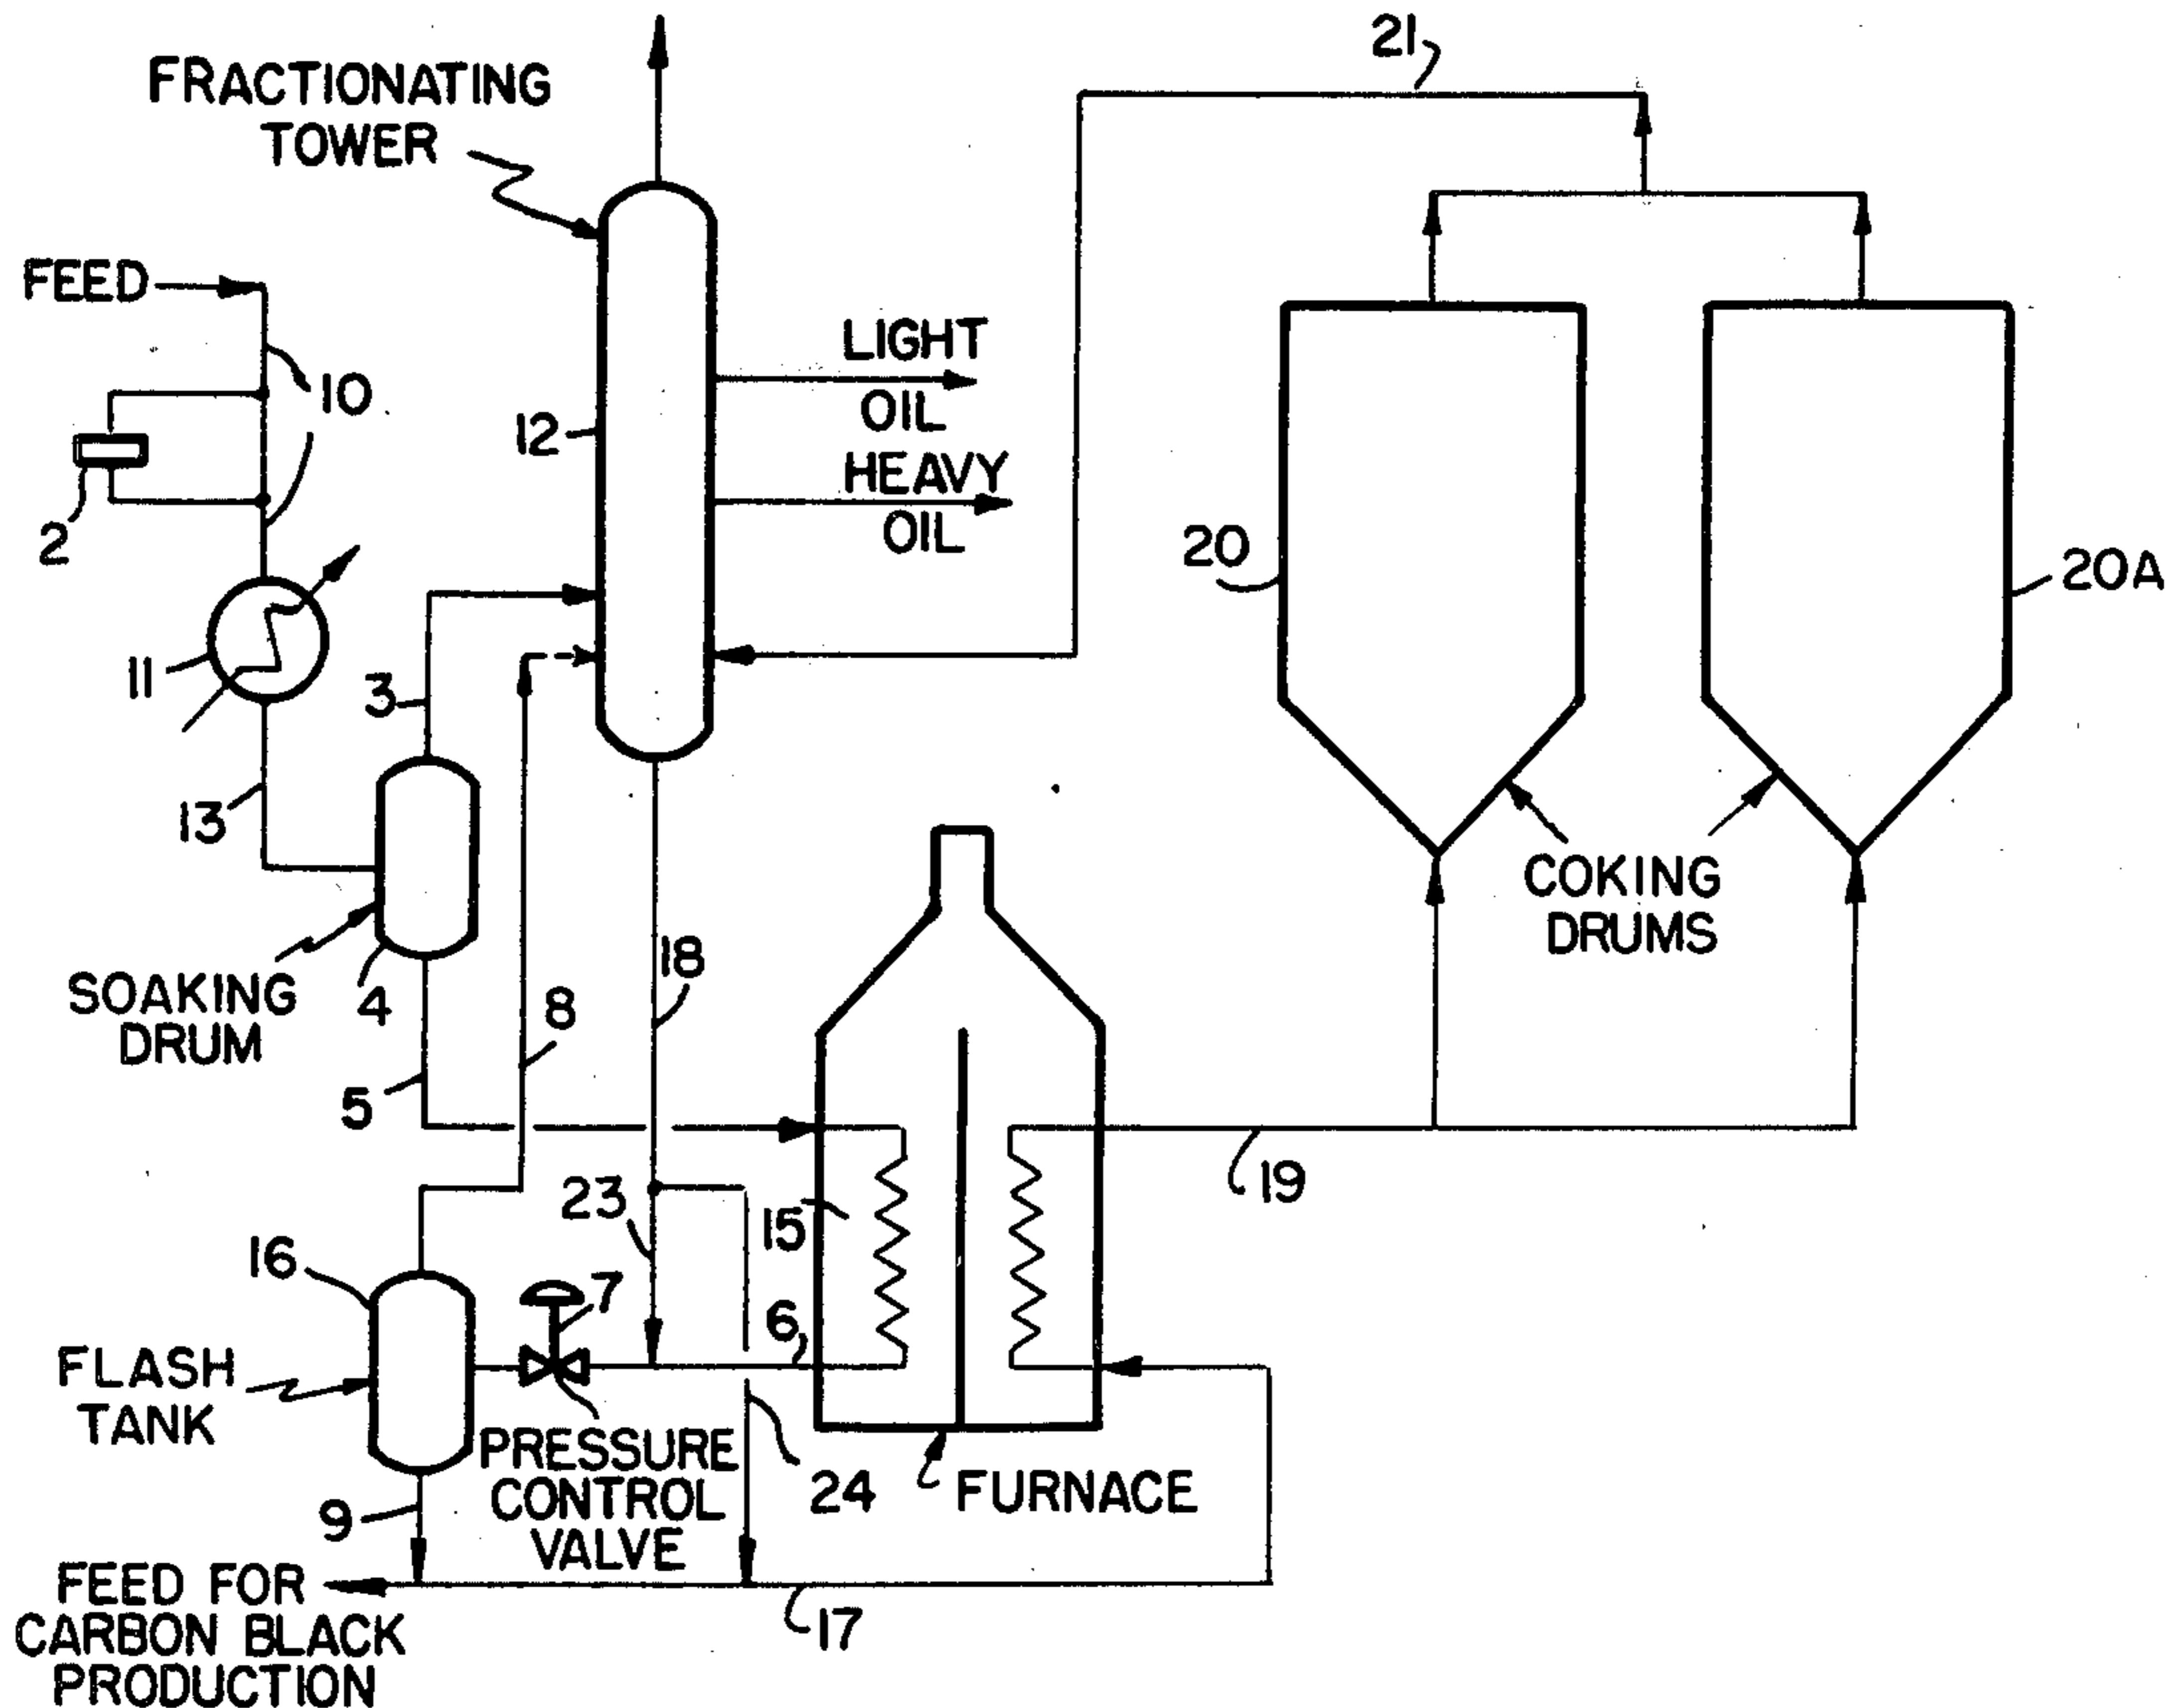 21
FRACTIONATING
TOWER
FEED
10
LIGHT
OIL
12
HEAVY
OIL
2
20
20A
11
3
13
COKING
DRUMS
18
SOAKING
DRUM
4
8
5
19
23
15
16
7
6
FLASH
TANK
PRESSURE
CONTROL
VALVE
24
FURNACE
9
FEED FOR
CARBON BLACK
PRODUCTION
17